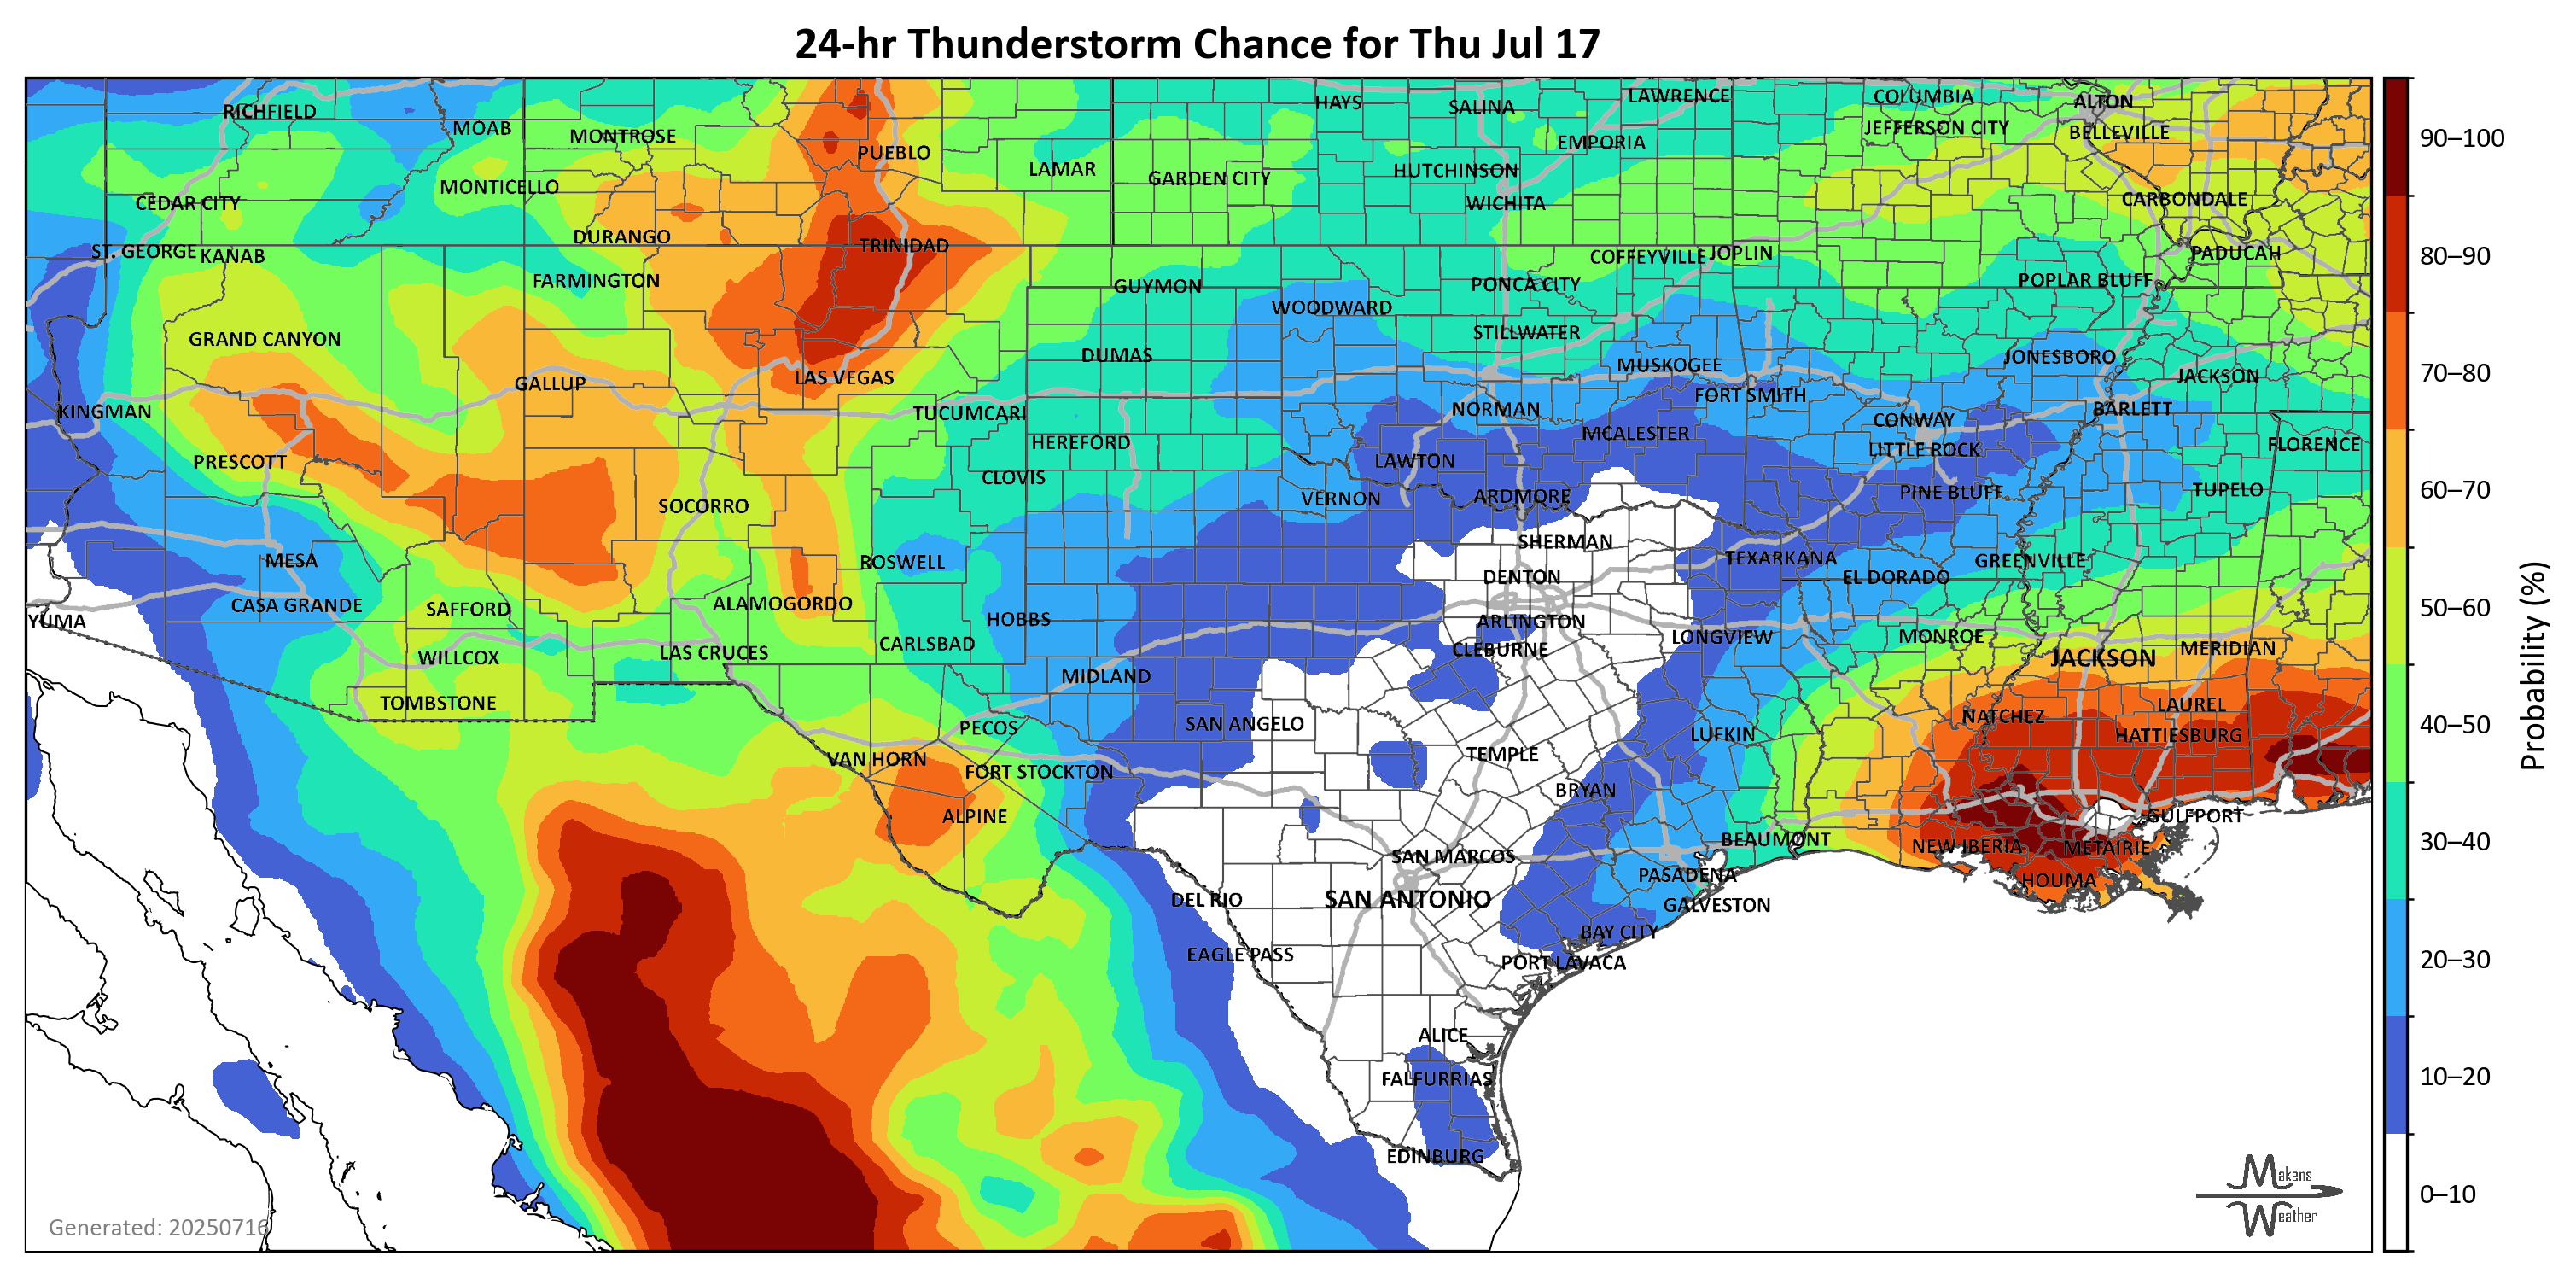 24-hr Thunderstorm Chance for Thu Jul 17
RICHFIELD
MOAB
MONTROSE
PUEBLO
LAMAR
HAYS
SALINA
LAWRENCE
COLUMBIA
ALTON
JEFFERSON CITY
BELLEVILLE
EMPORIA
GARDEN CITY
HUTCHINSON
MONTICELLO
CEDAR CITY
WICHITA
CARBONDALE
DURANGO
TRINIDAD
ST. GEORGE
KANAB
COFFEYVILLE
JOPLIN
PADUCAH
FARMINGTON
GUYMON
PONCA CITY
POPLAR BLUFF
WOODWARD
GRAND CANYON
STILLWATER
DUMAS
MUSKOGEE
JONESBORO
GALLUP
LAS VEGAS
JACKSON
KINGMAN
TUCUMCARI
NORMAN
FORT SMITH
CONWAY
BARLETT
HEREFORD
MCALESTER
LITTLE ROCK
FLORENCE
PRESCOTT
CLOVIS
LAWTON
SOCORRO
VERNON
ARDMORE
PINE BLUFF
TUPELO
MESA
ROSWELL
SHERMAN
TEXARKANA
GREENVILLE
DENTON
EL DORADO
CASA GRANDE
SAFFORD
ALAMOGORDO
HOBBS
YUMA
ARLINGTON
LONGVIEW
MONROE
WILLCOX
LAS CRUCES
CARLSBAD
CLEBURNE
JACKSON
MERIDIAN
MIDLAND
TOMBSTONE
PECOS
SAN ANGELO
LUFKIN
NATCHEZ
LAUREL
HATTIESBURG
VAN HORN
FORT STOCKTON
TEMPLE
BRYAN
ALPINE
GULFPORT
BEAUMONT
NEW IBERIA
METAIRIE
SAN MARCOS
PASADENA
HOUMA
DEL RIO
SAN ANTONIO
GALVESTON
BAY CITY
EAGLE PASS
PORT LAVACA
ALICE
FALFURRIAS
EDINBURG
Generated: 20250716
Makens
Weather
90–100
80–90
70–80
60–70
50–60
40–50
30–40
20–30
10–20
0–10
Probability (%)